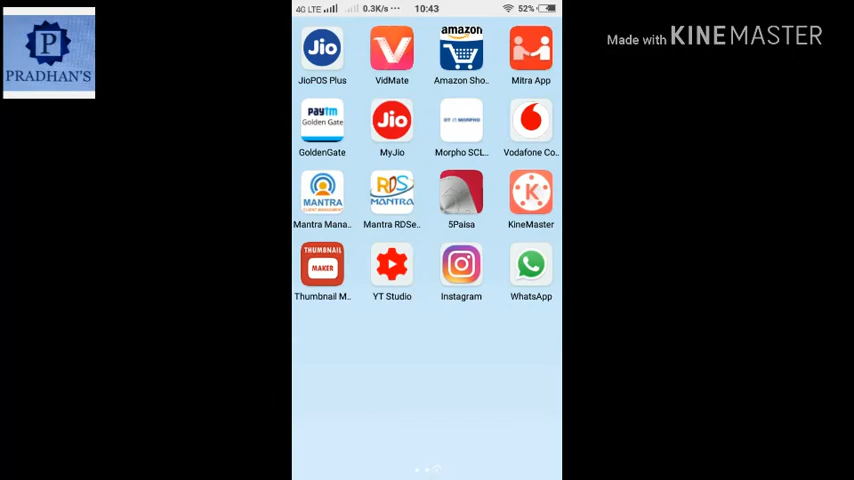 4G LTE 0.3K/s ... 10:43 52%
Made with KINEMASTER
P
PRADHAN'S
Jio
V
amazon
JioPOS Plus VidMate Amazon Sho.. Mitra App
paytm
Golden Gate
Jio
GoldenGate MyJio Morpho SCL.. Vodafone Co..
MANTRA
RDS
MANTRA
K
Mantra Mana.. Mantra RDSe.. 5Paisa KineMaster
THUMBNAIL
MAKER
Thumbnail M.. YT Studio Instagram WhatsApp